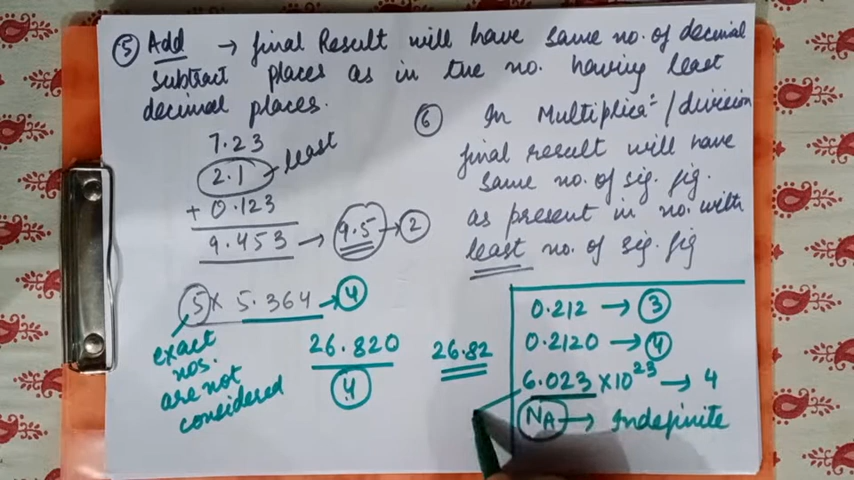 ⑤ Add → final Result will have same no. of decimal
subtract places as in the no. having least
decimal places.
7.23
2.1 least
+ 0.123
9.453 → 9.5 → ②
⑥ In Multiplicaⁿ/division
final result will have
same no. of sig. fig.
as present in no. with
least no. of sig. fig
5 × 5.364 → ④
exact
nos.
are not
considered
26.820
④
26.82
0.212 → ③
0.2120 → ④
6.023 × 10²³ → 4
NA → Indefinite